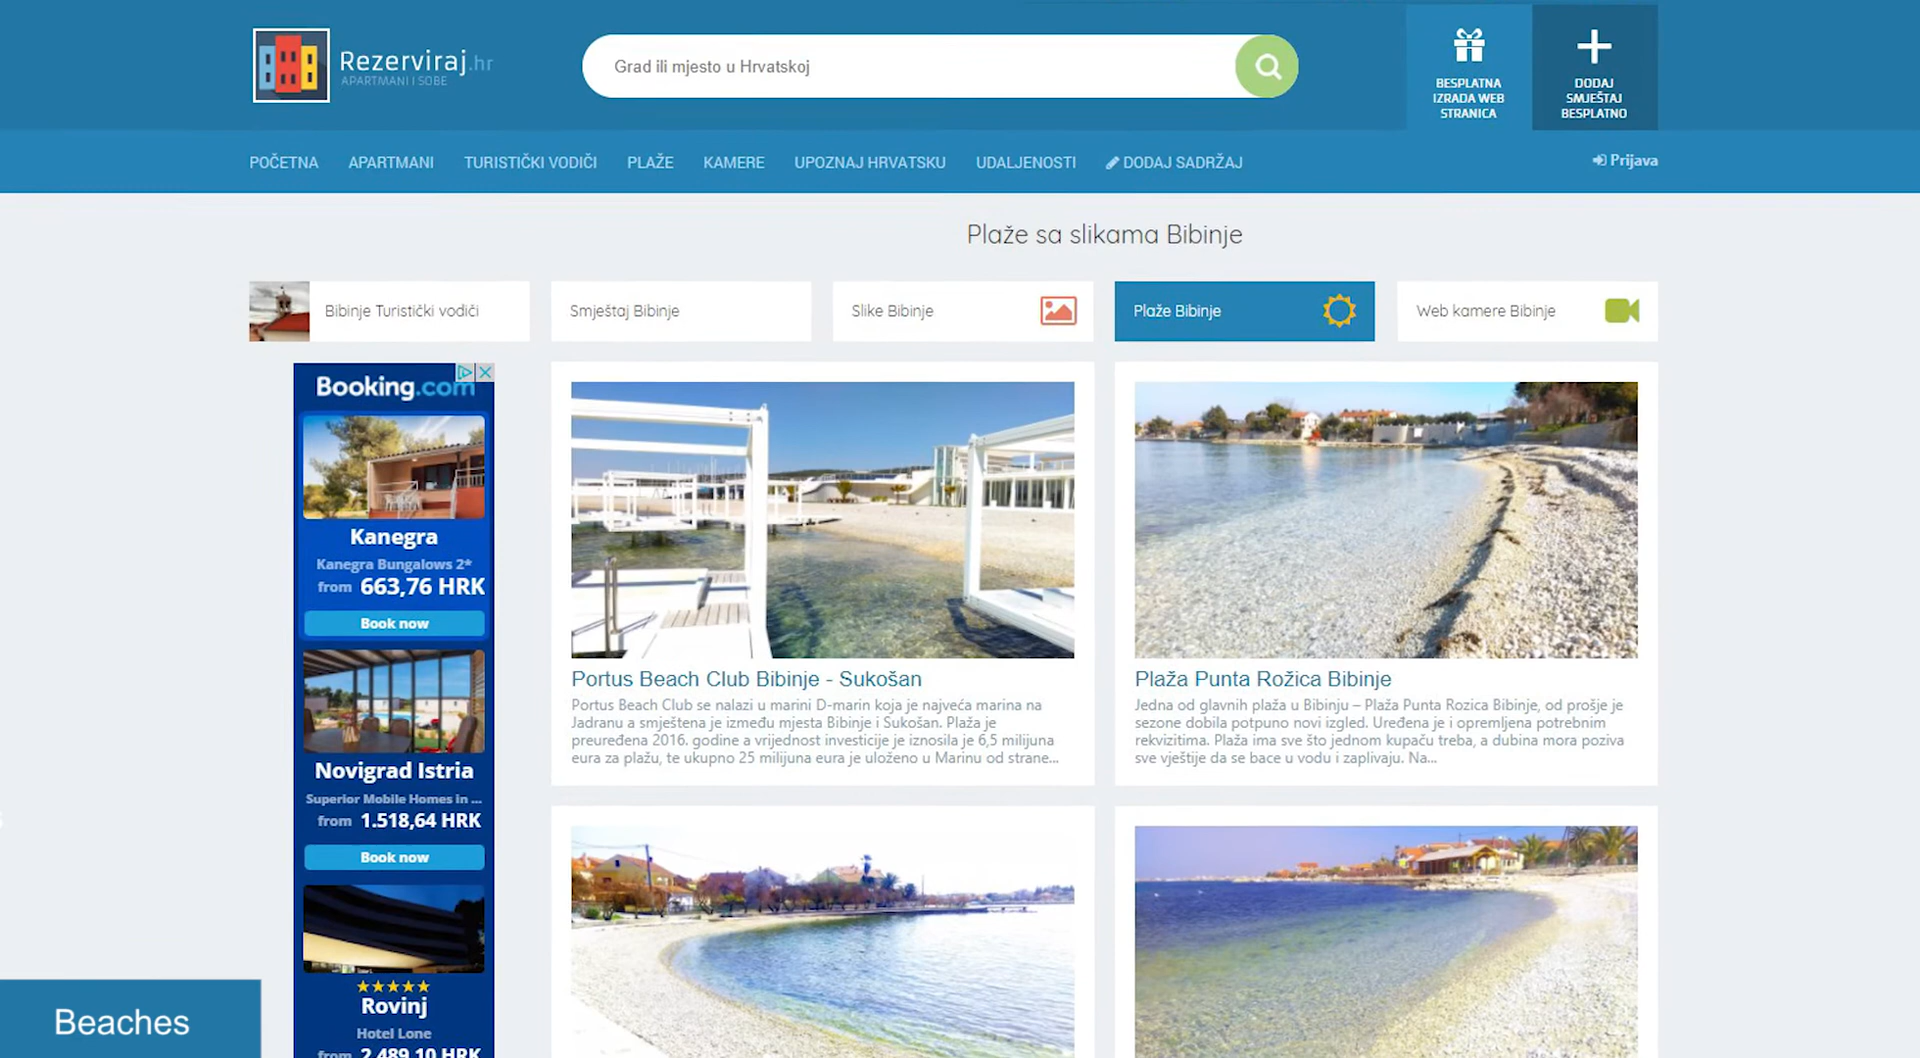 Rezerviraj.hr
APARTMANI I SOBE
Grad ili mjesto u Hrvatskoj
BESPLATNA
IZRADA WEB
STRANICA
DODAJ
SMJEŠTAJ
BESPLATNO
POČETNA
APARTMANI
TURISTIČKI VODIČI
PLAŽE
KAMERE
UPOZNAJ HRVATSKU
UDALJENOSTI
DODAJ SADRŽAJ
Prijava
Plaže sa slikama Bibinje
Bibinje Turistički vodiči
Smještaj Bibinje
Slike Bibinje
Plaže Bibinje
Web kamere Bibinje
Booking.com
Kanegra
Kanegra Bungalows 2*
from 663,76 HRK
Book now
Novigrad Istria
Superior Mobile Homes in ...
from 1.518,64 HRK
Book now
Rovinj
Hotel Lone
from 2.489,10 HRK
Portus Beach Club Bibinje - Sukošan
Portus Beach Club se nalazi u marini D-marin koja je najveća marina na
Jadranu a smještena je između mjesta Bibinje i Sukošan. Plaža je
preuređena 2016. godine a vrijednost investicije je iznosila je 6,5 milijuna
eura za plažu, te ukupno 25 milijuna eura je uloženo u Marinu od strane...
Plaža Punta Rožica Bibinje
Jedna od glavnih plaža u Bibinju – Plaža Punta Rozica Bibinje, od prošje je
sezone dobila potpuno novi izgled. Uređena je i opremljena potrebnim
rekvizitima. Plaža ima sve što jednom kupaču treba, a dubina mora poziva
sve vještije da se bace u vodu i zaplivaju. Na...
Beaches